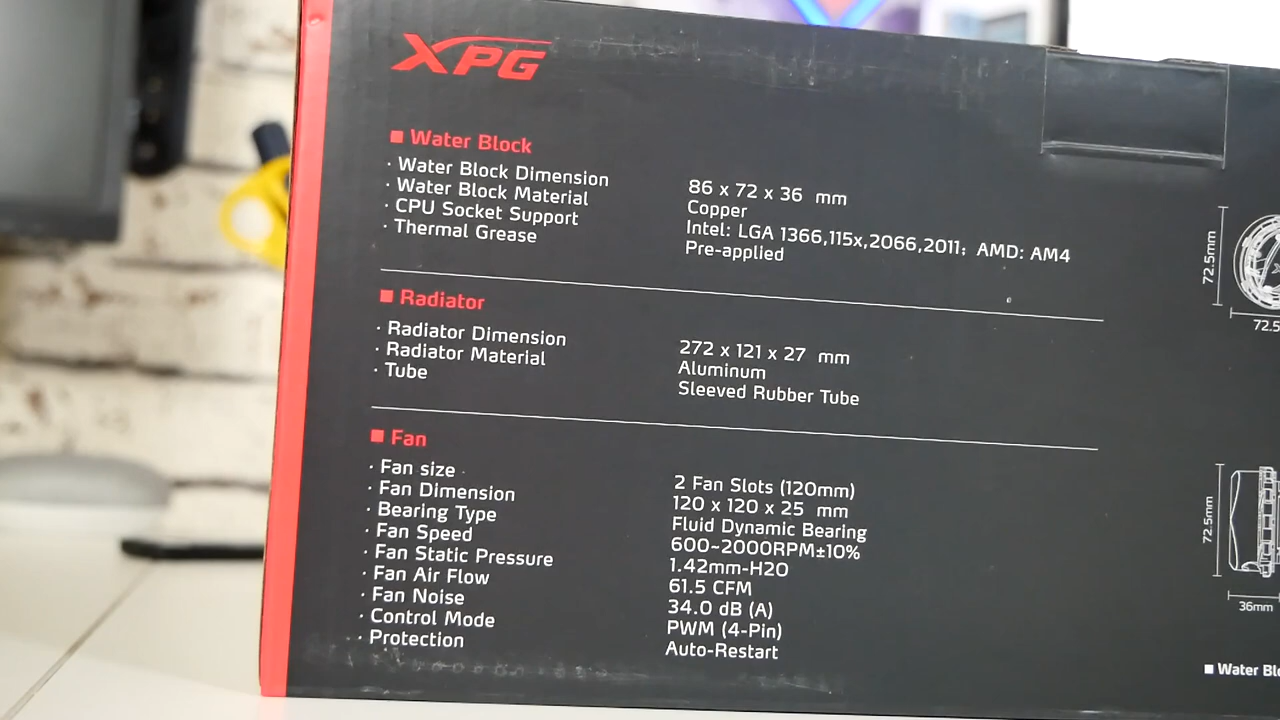 XPG
■ Water Block
· Water Block Dimension 86 x 72 x 36 mm
· Water Block Material Copper
· CPU Socket Support Intel: LGA 1366,115x,2066,2011; AMD: AM4
· Thermal Grease Pre-applied
■ Radiator
· Radiator Dimension 272 x 121 x 27 mm
· Radiator Material Aluminum
· Tube Sleeved Rubber Tube
■ Fan
· Fan size 2 Fan Slots (120mm)
· Fan Dimension 120 x 120 x 25 mm
· Bearing Type Fluid Dynamic Bearing
· Fan Speed 600~2000RPM±10%
· Fan Static Pressure 1.42mm-H2O
· Fan Air Flow 61.5 CFM
· Fan Noise 34.0 dB (A)
· Control Mode PWM (4-Pin)
· Protection Auto-Restart
72.5mm
72.5
72.5mm
36mm
■ Water